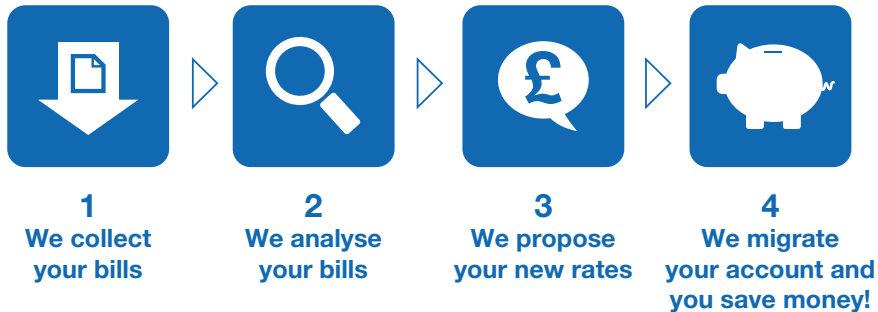 £
1
We collect
your bills
2
We analyse
your bills
3
We propose
your new rates
4
We migrate
your account and
you save money!